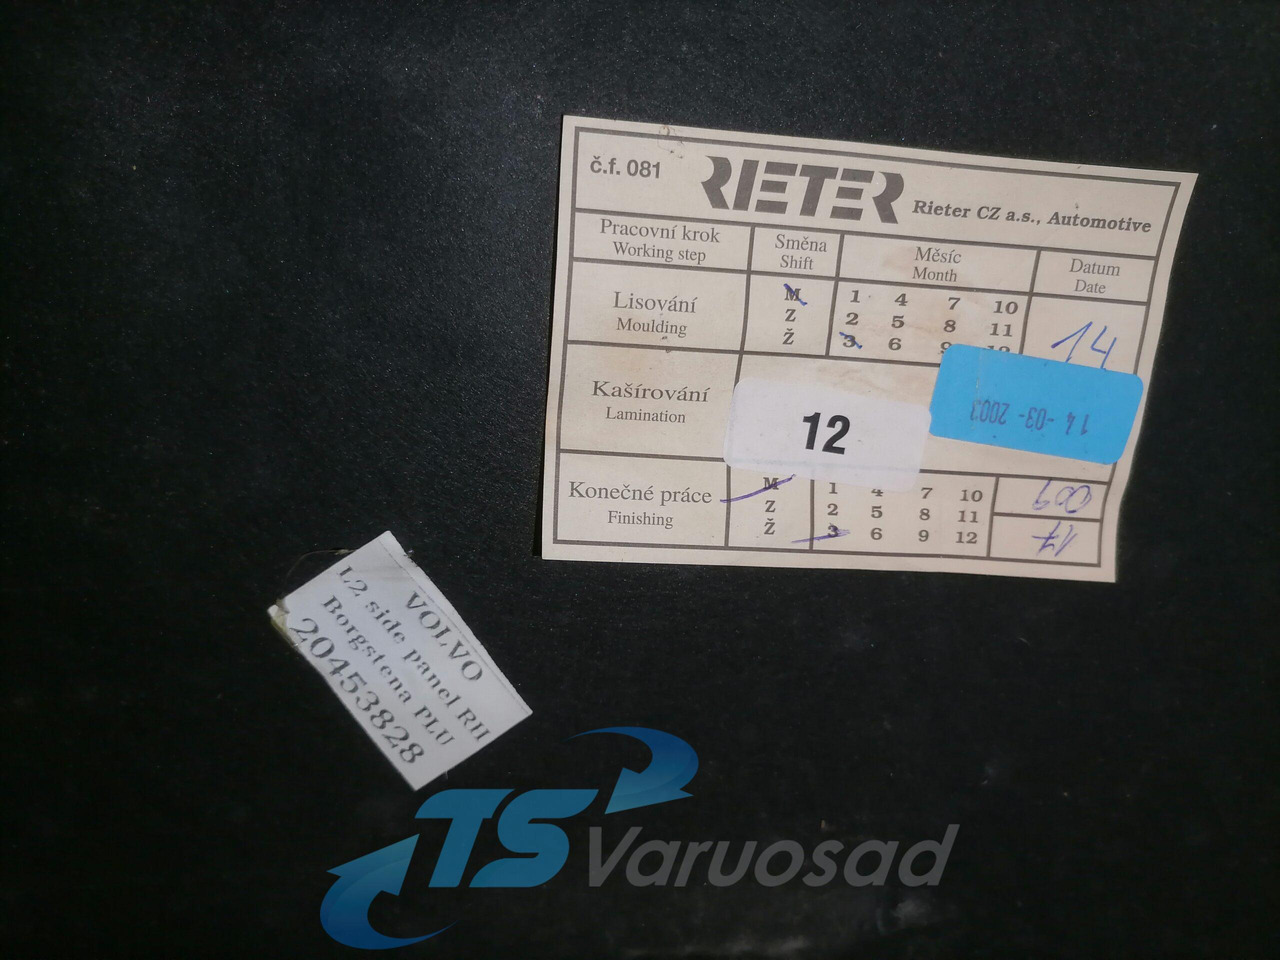 č.f. 081 RIETER Rieter CZ a.s., Automotive
Pracovní krok
Working step
Směna
Shift
Měsíc
Month
Datum
Date
Lisování
Moulding
M
Z
Ž
1 4 7 10
2 5 8 11
3 6 9 12
14
Kašírování
Lamination
12
14 -03- 2003
Konečné práce
Finishing
M
Z
Ž
1 4 7 10
2 5 8 11
3 6 9 12
17
VOLVO
L2 side panel RH
Borgstena PLU
20453828
TS Varuosad